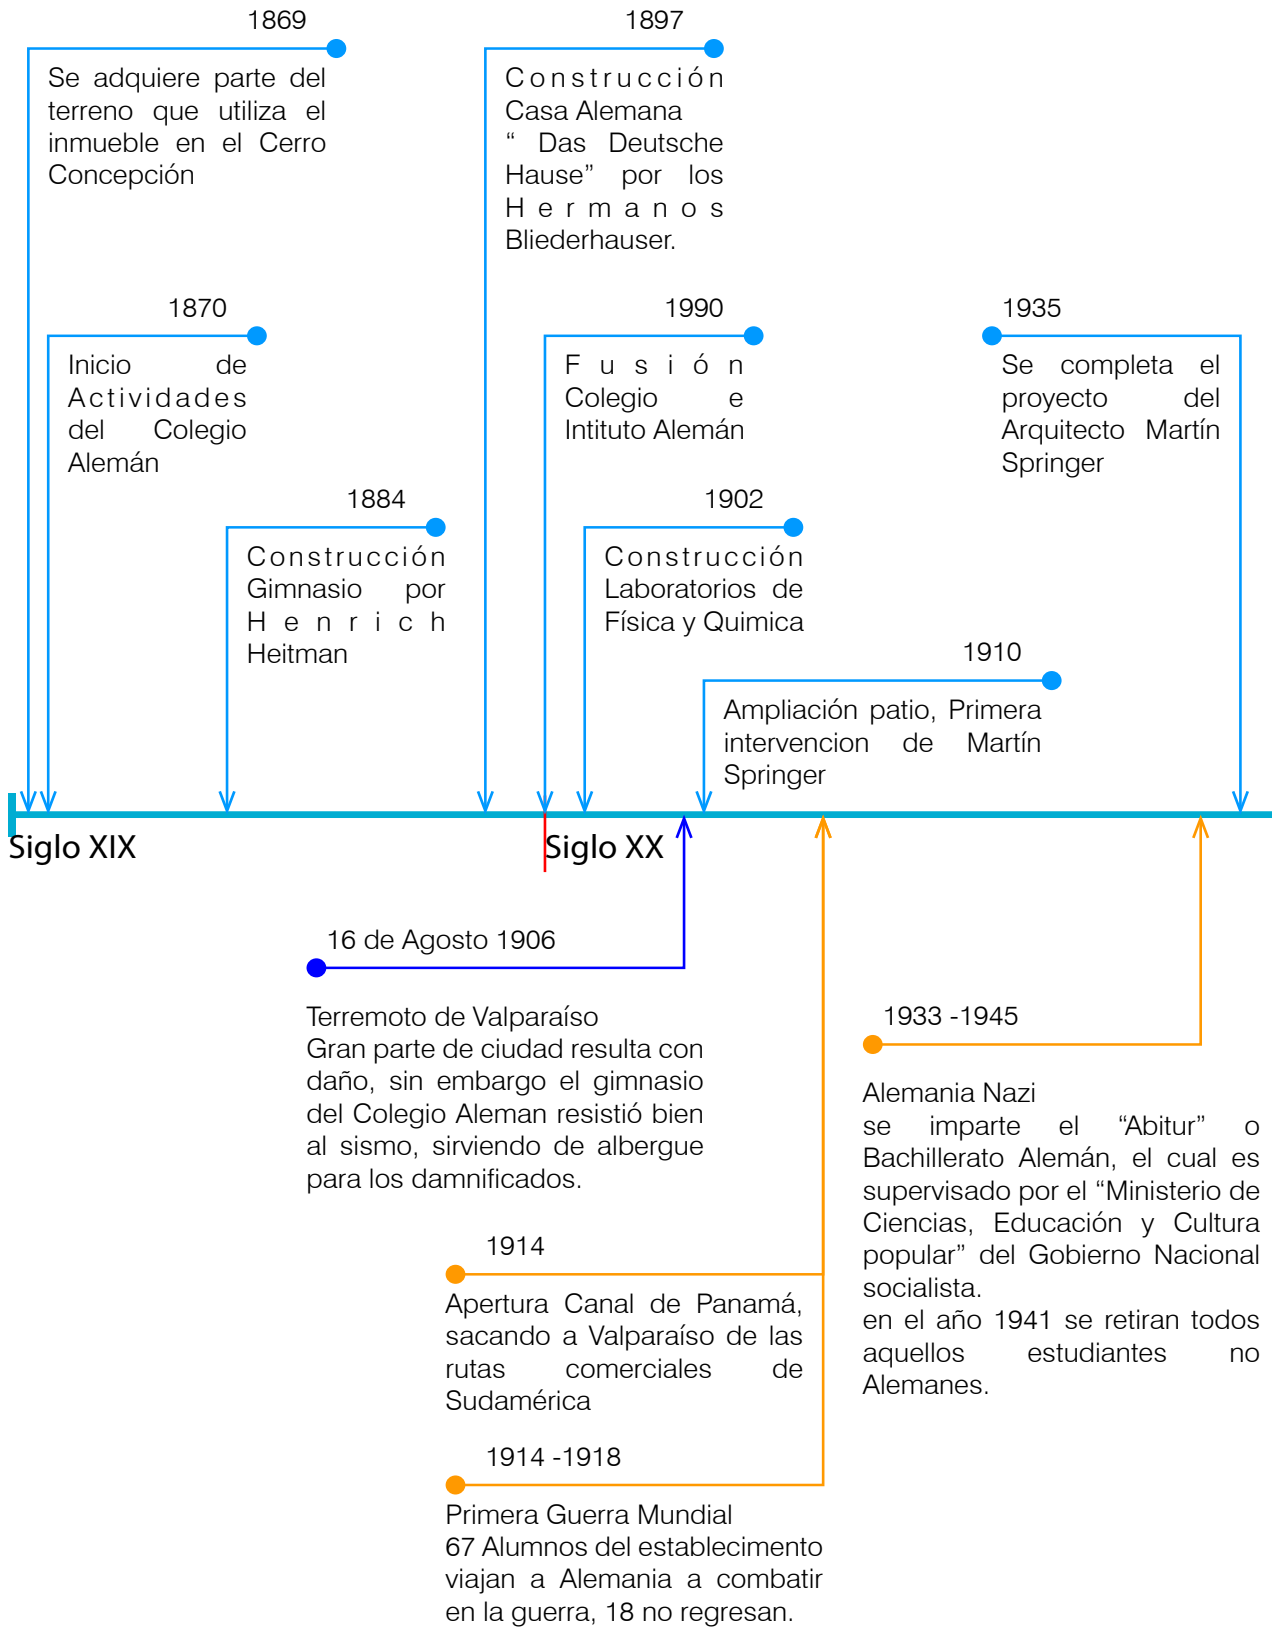 1869
Se adquiere parte del
terreno que utiliza el
inmueble en el Cerro
Concepción
1897
Construcción
Casa Alemana
“ Das Deutsche
Hause” por los
Hermanos
Bliederhauser.
1870
Inicio de
Actividades
del Colegio
Alemán
1990
Fusión
Colegio e
Intituto Alemán
1935
Se completa el
proyecto del
Arquitecto Martín
Springer
1884
Construcción
Gimnasio por
Henrich
Heitman
1902
Construcción
Laboratorios de
Física y Quimica
1910
Ampliación patio, Primera
intervencion de Martín
Springer
Siglo XIX
Siglo XX
16 de Agosto 1906
Terremoto de Valparaíso
Gran parte de ciudad resulta con
daño, sin embargo el gimnasio
del Colegio Aleman resistió bien
al sismo, sirviendo de albergue
para los damnificados.
1933 -1945
Alemania Nazi
se imparte el “Abitur” o
Bachillerato Alemán, el cual es
supervisado por el “Ministerio de
Ciencias, Educación y Cultura
popular” del Gobierno Nacional
socialista.
en el año 1941 se retiran todos
aquellos estudiantes no
Alemanes.
1914
Apertura Canal de Panamá,
sacando a Valparaíso de las
rutas comerciales de
Sudamérica
1914 -1918
Primera Guerra Mundial
67 Alumnos del establecimento
viajan a Alemania a combatir
en la guerra, 18 no regresan.